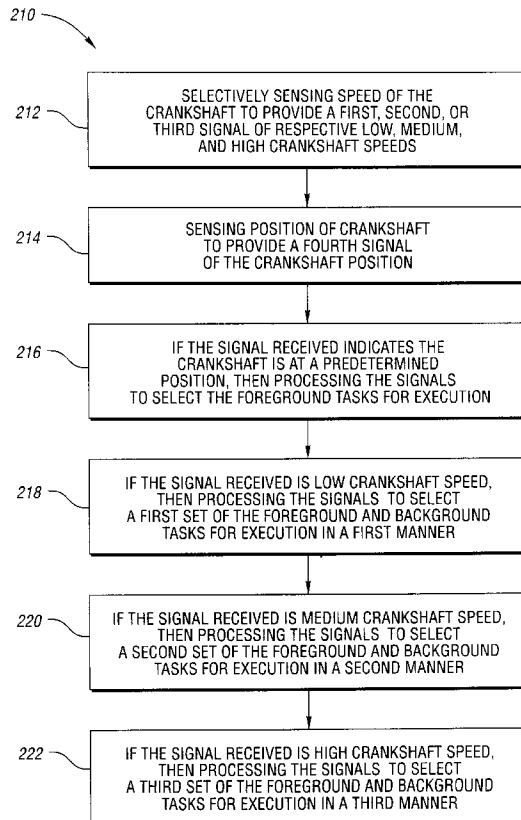 210
212
SELECTIVELY SENSING SPEED OF THE
CRANKSHAFT TO PROVIDE A FIRST, SECOND, OR
THIRD SIGNAL OF RESPECTIVE LOW, MEDIUM,
AND HIGH CRANKSHAFT SPEEDS
214
SENSING POSITION OF CRANKSHAFT
TO PROVIDE A FOURTH SIGNAL
OF THE CRANKSHAFT POSITION
216
IF THE SIGNAL RECEIVED INDICATES THE
CRANKSHAFT IS AT A PREDETERMINED
POSITION, THEN PROCESSING THE SIGNALS
TO SELECT THE FOREGROUND TASKS FOR EXECUTION
218
IF THE SIGNAL RECEIVED IS LOW CRANKSHAFT SPEED,
THEN PROCESSING THE SIGNALS TO SELECT
A FIRST SET OF THE FOREGROUND AND BACKGROUND
TASKS FOR EXECUTION IN A FIRST MANNER
220
IF THE SIGNAL RECEIVED IS MEDIUM CRANKSHAFT SPEED,
THEN PROCESSING THE SIGNALS TO SELECT
A SECOND SET OF THE FOREGROUND AND BACKGROUND
TASKS FOR EXECUTION IN A SECOND MANNER
222
IF THE SIGNAL RECEIVED IS HIGH CRANKSHAFT SPEED,
THEN PROCESSING THE SIGNALS TO SELECT
A THIRD SET OF THE FOREGROUND AND BACKGROUND
TASKS FOR EXECUTION IN A THIRD MANNER